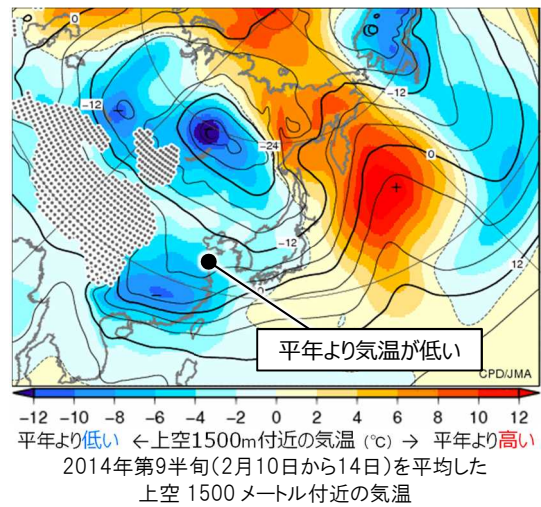 0
−12
−12
−24
0
−12
0
12
平年より気温が低い
CPD/JMA
−12 −10 −8 −6 −4 −2 0 2 4 6 8 10 12
平年より低い ←上空1500m付近の気温(℃)→ 平年より高い
2014年第9半旬(2月10日から14日)を平均した
上空 1500 メートル付近の気温